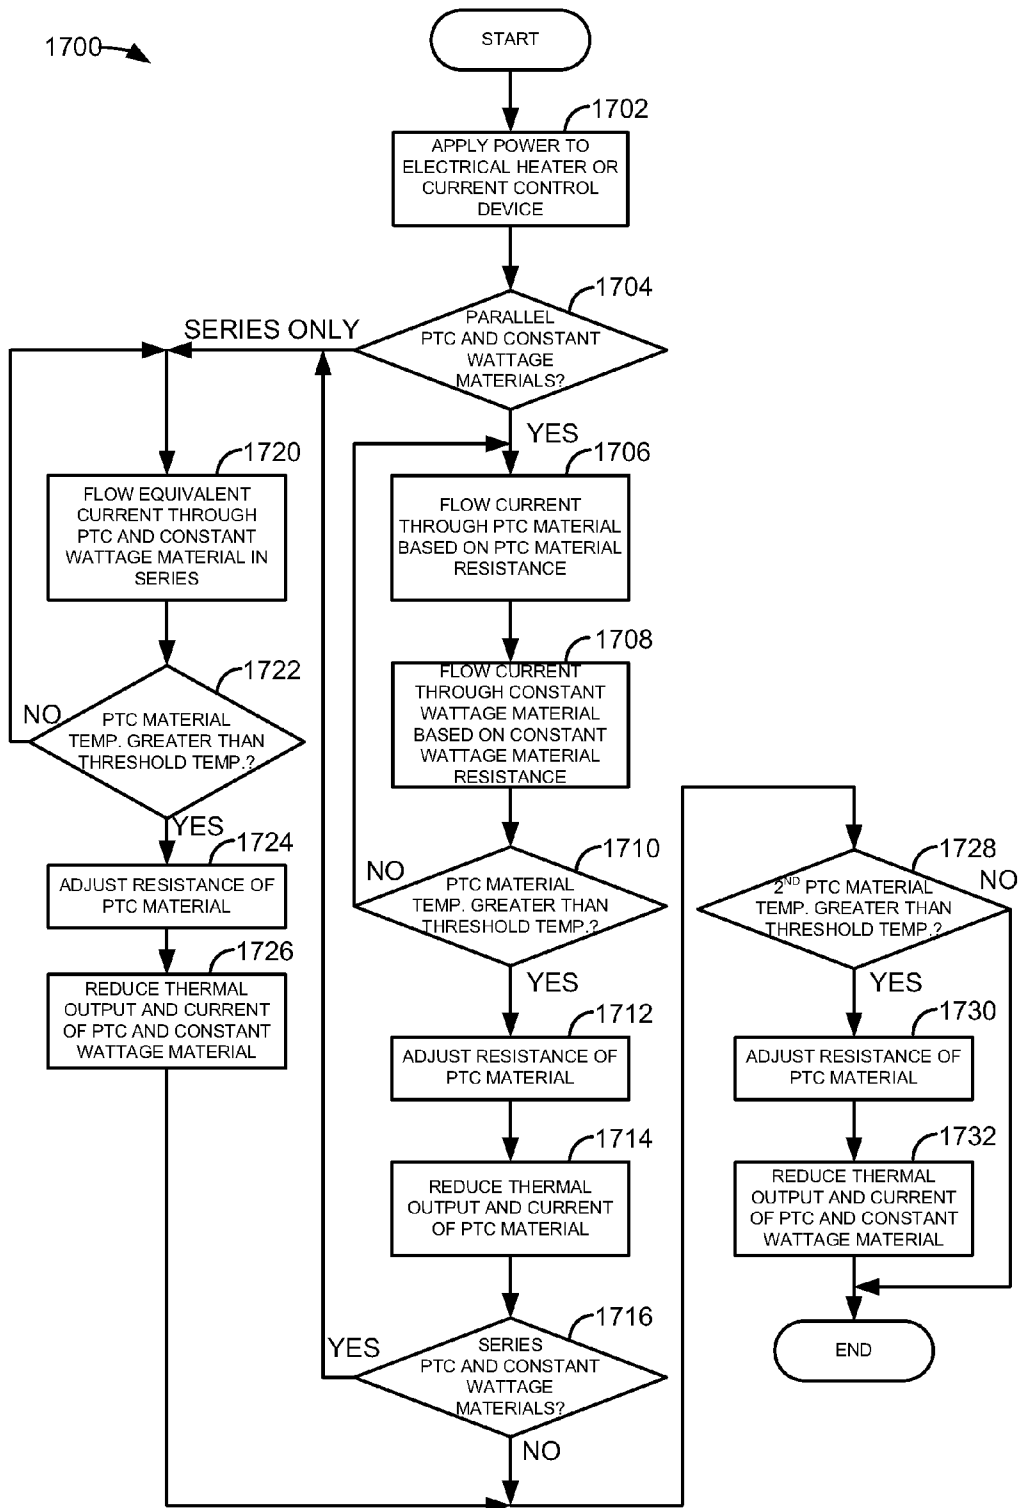 1700
START
1702
APPLY POWER TO
ELECTRICAL HEATER OR
CURRENT CONTROL
DEVICE
1704
PARALLEL
PTC AND CONSTANT
WATTAGE
MATERIALS?
SERIES ONLY
YES
1720
FLOW EQUIVALENT
CURRENT THROUGH
PTC AND CONSTANT
WATTAGE MATERIAL IN
SERIES
1722
NO
PTC MATERIAL
TEMP. GREATER THAN
THRESHOLD TEMP.?
YES
1724
ADJUST RESISTANCE OF
PTC MATERIAL
1726
REDUCE THERMAL
OUTPUT AND CURRENT
OF PTC AND CONSTANT
WATTAGE MATERIAL
1706
FLOW CURRENT
THROUGH PTC MATERIAL
BASED ON PTC MATERIAL
RESISTANCE
1708
FLOW CURRENT
THROUGH CONSTANT
WATTAGE MATERIAL
BASED ON CONSTANT
WATTAGE MATERIAL
RESISTANCE
1710
NO
PTC MATERIAL
TEMP. GREATER THAN
THRESHOLD TEMP.?
YES
1712
ADJUST RESISTANCE OF
PTC MATERIAL
1714
REDUCE THERMAL
OUTPUT AND CURRENT
OF PTC MATERIAL
1716
YES
SERIES
PTC AND CONSTANT
WATTAGE
MATERIALS?
NO
1728
NO
2ND PTC MATERIAL
TEMP. GREATER THAN
THRESHOLD TEMP.?
YES
1730
ADJUST RESISTANCE OF
PTC MATERIAL
1732
REDUCE THERMAL
OUTPUT AND CURRENT
OF PTC AND CONSTANT
WATTAGE MATERIAL
END